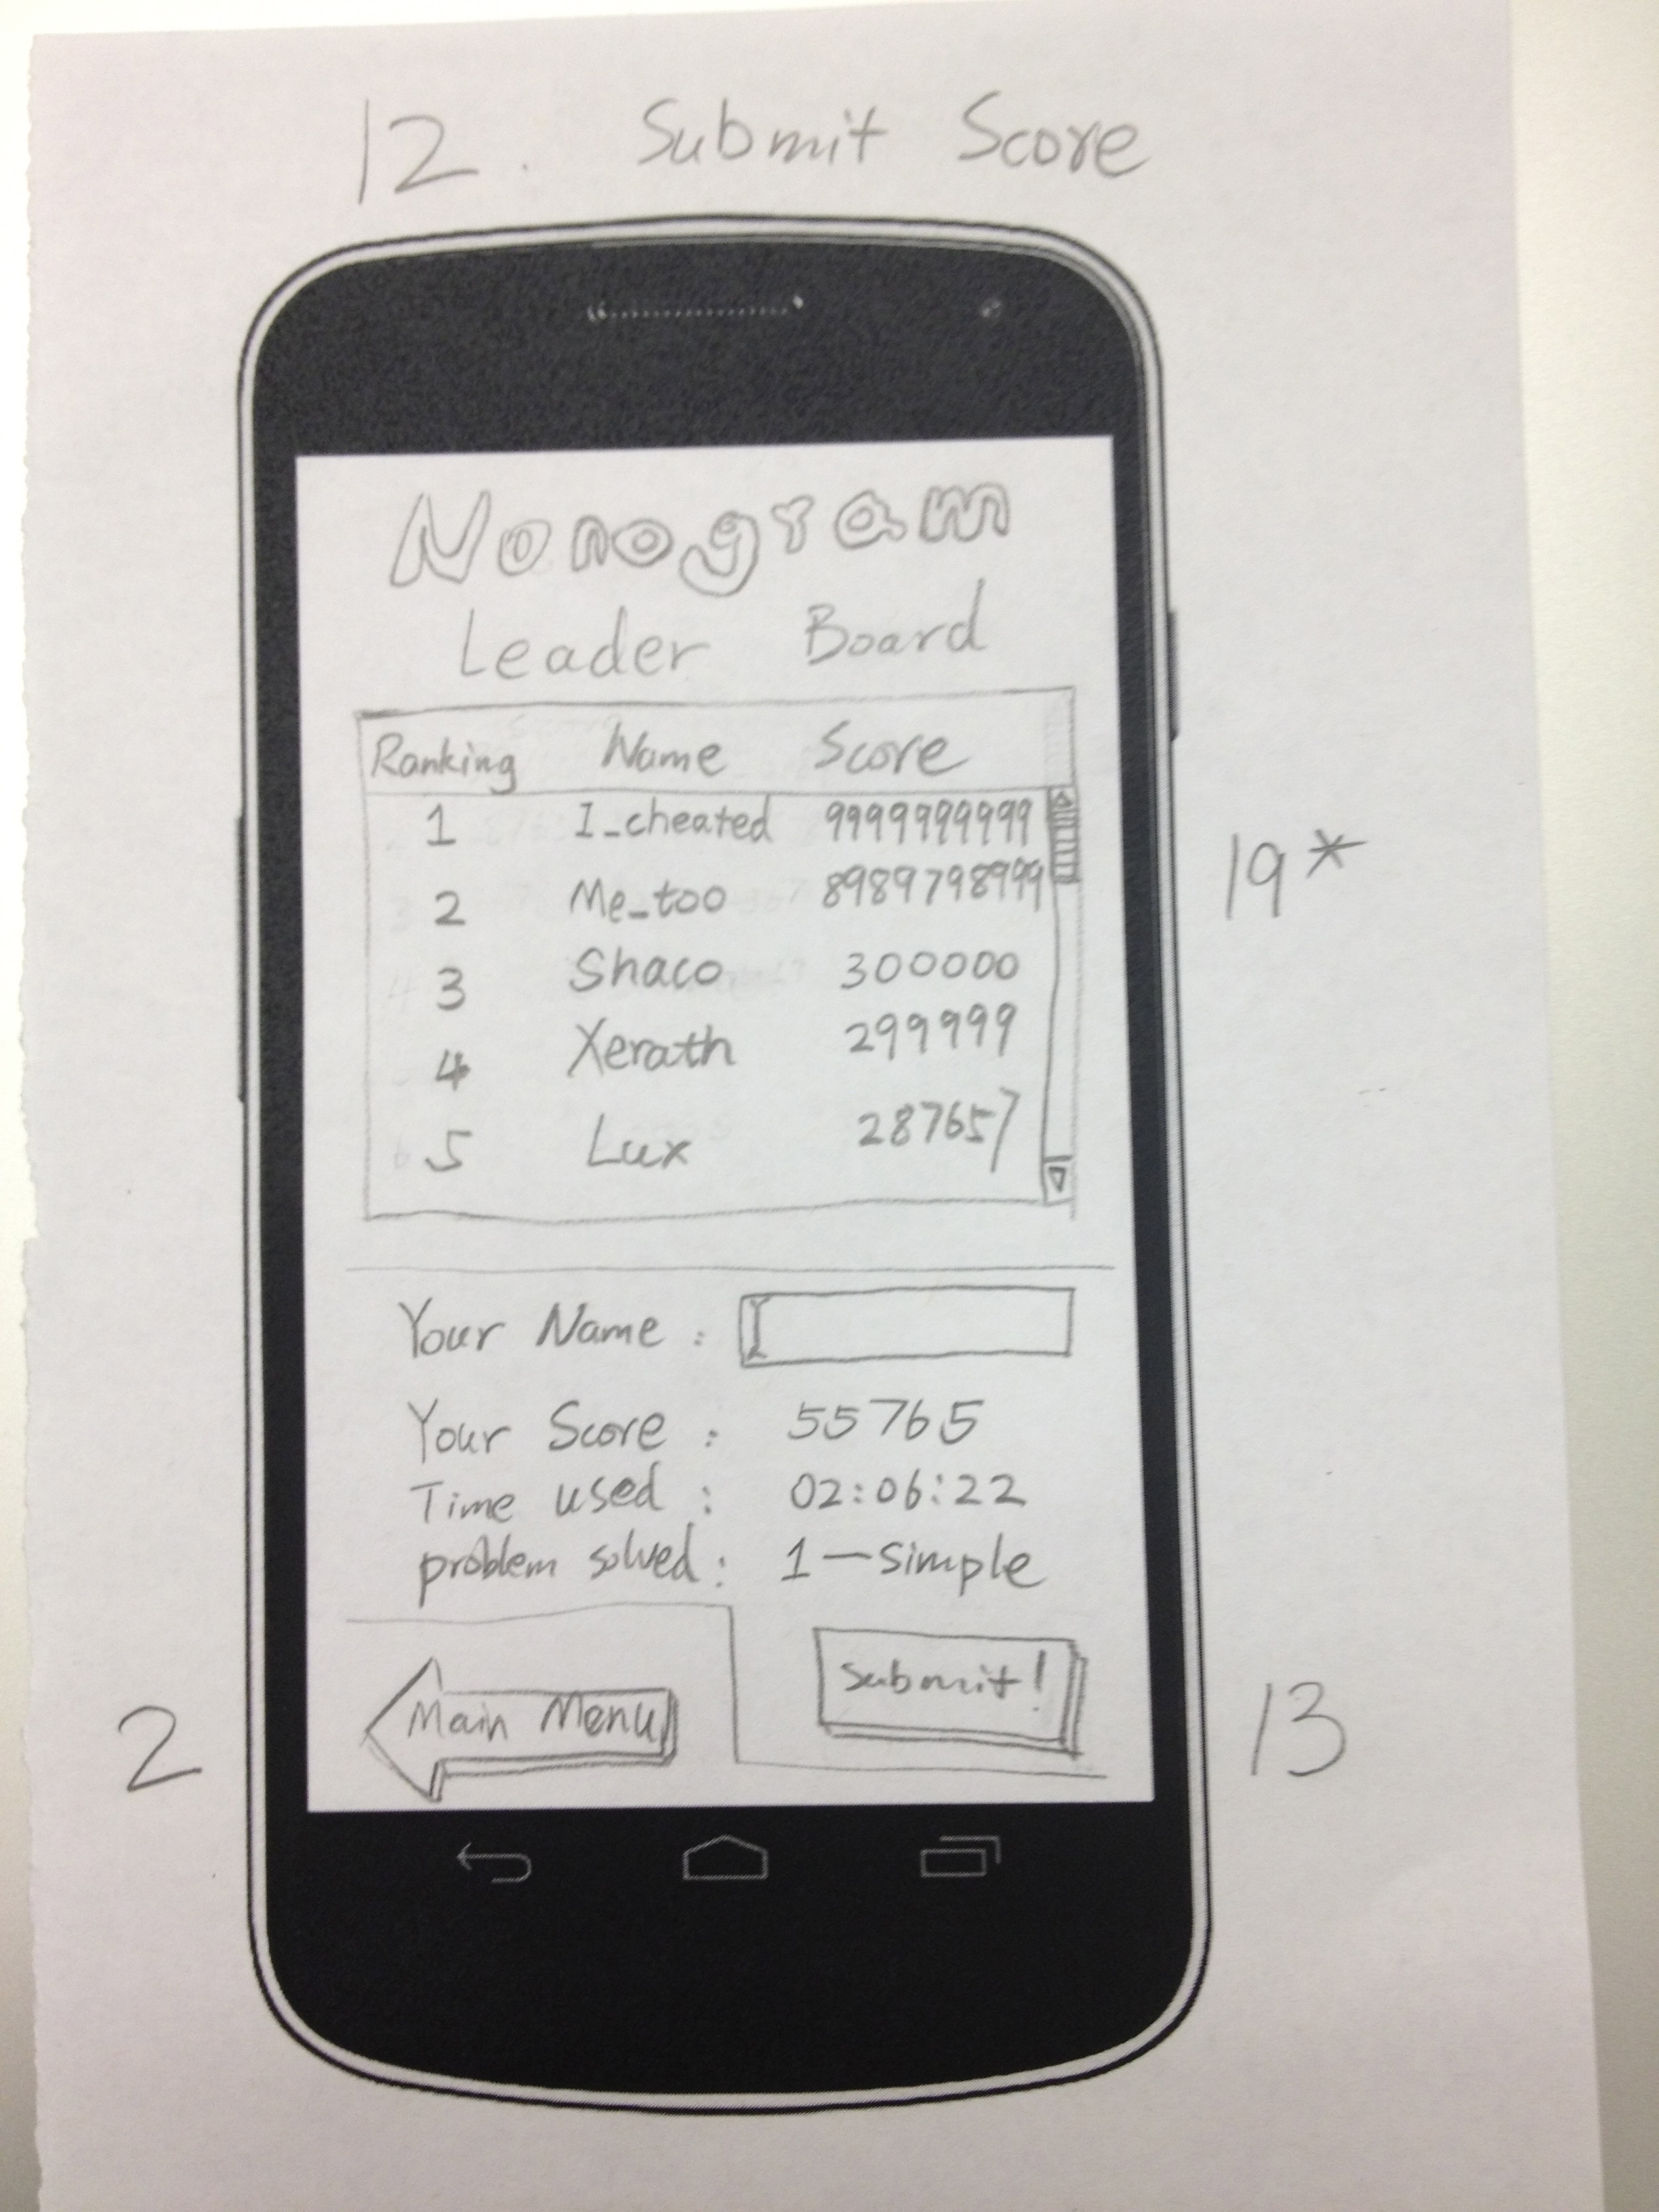 12. Submit Score
Nonogram
Leader Board
Ranking Name Score
1 I_cheated 9999999999
2 Me_too 8989798999
3 Shaco 300000
4 Xerath 299999
5 Lux 287657
19*
Your Name :
Your Score : 55765
Time used : 02:06:22
problem solved : 1-simple
Main Menu
Submit!
2
13